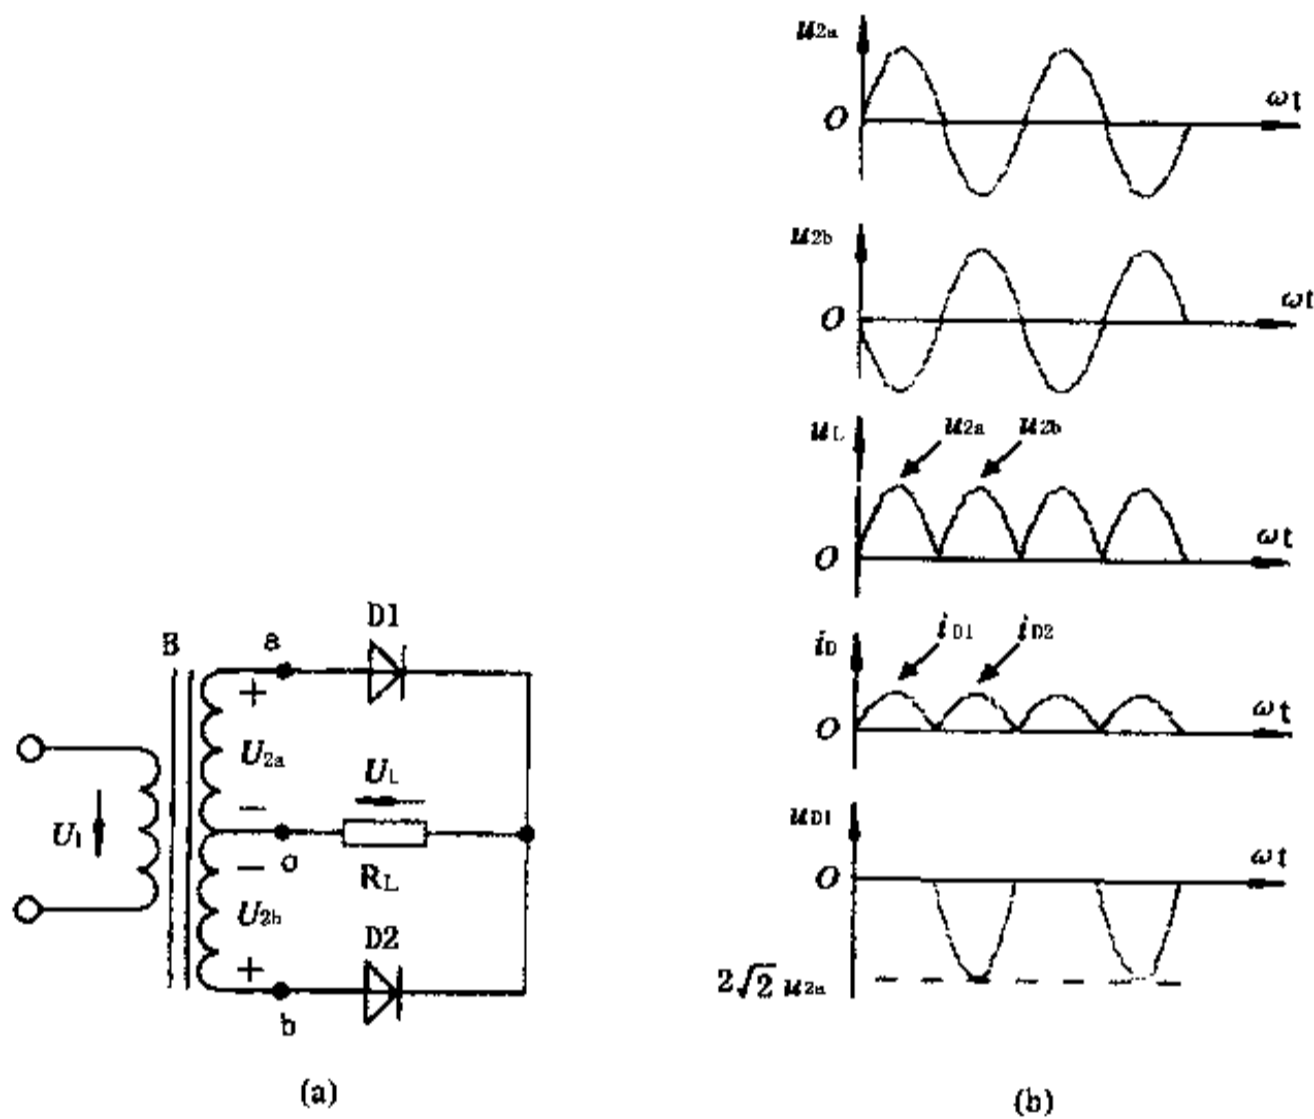 B
a
D1
+
U2a
−
U1
UL
o
RL
−
U2b
+
D2
b
(a)
u2a
O
ωt
u2b
O
ωt
uL
u2a
u2b
O
ωt
iD
iD1
iD2
O
ωt
uD1
O
ωt
2√2 u2a
(b)